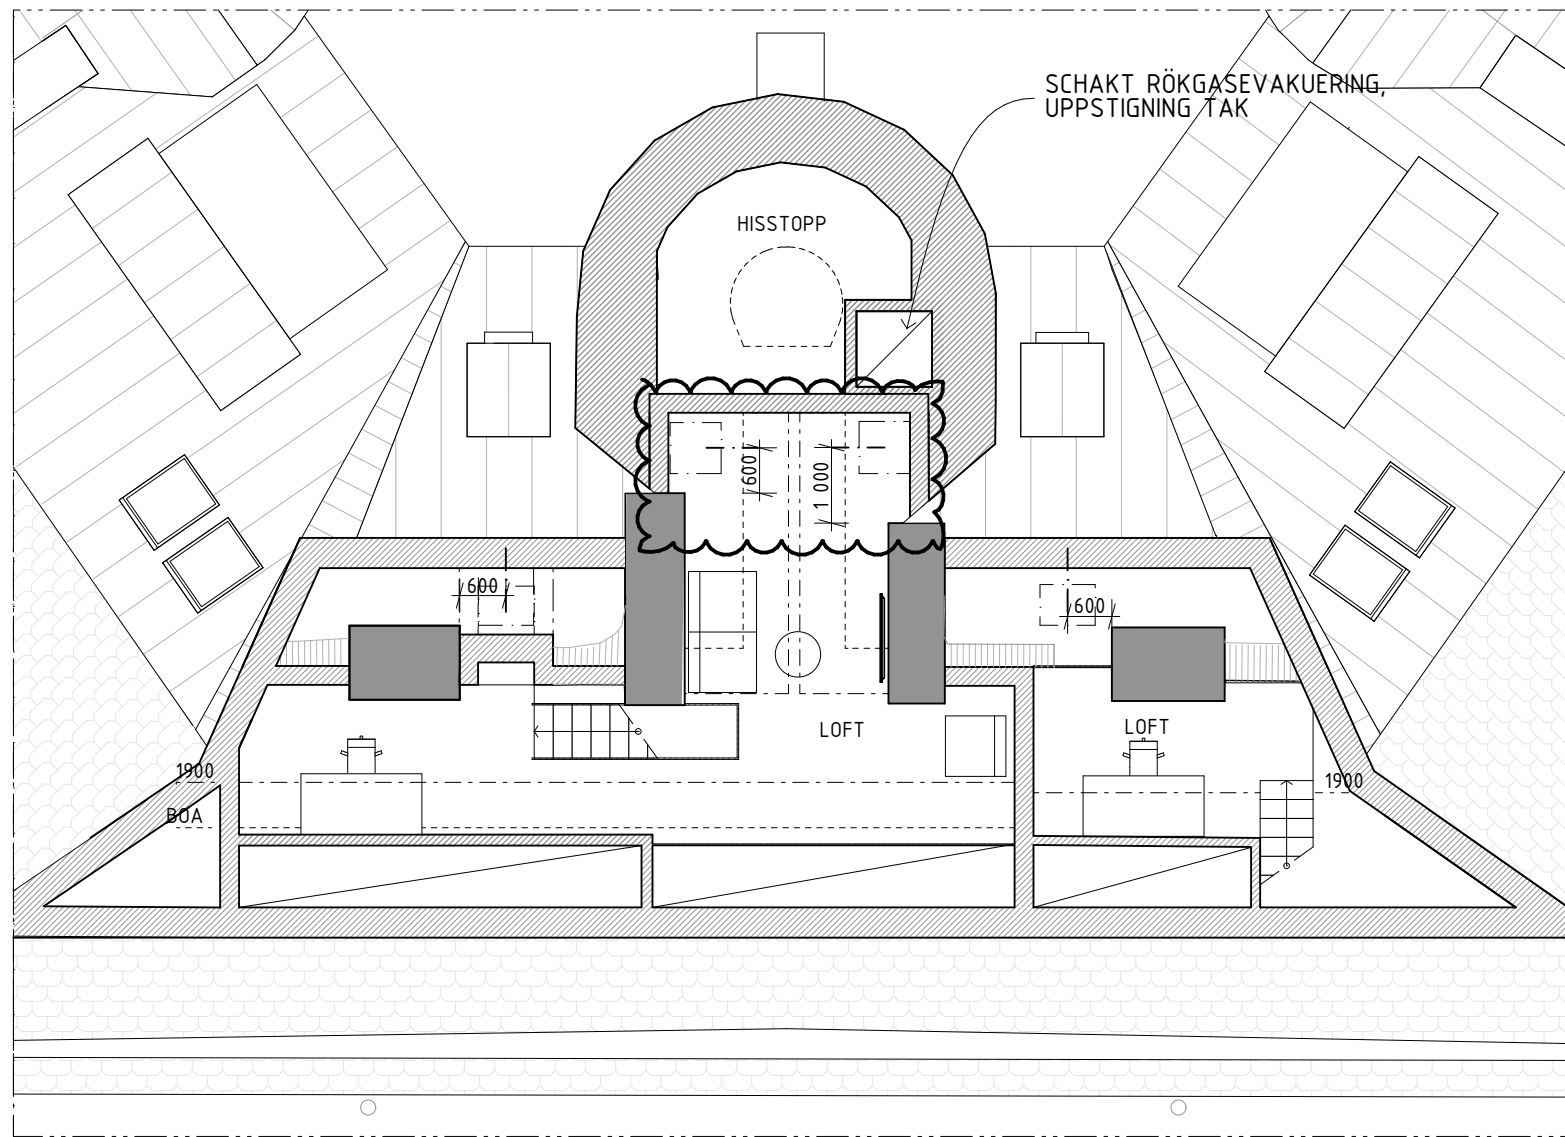 SCHAKT RÖKGASEVAKUERING,
UPPSTIGNING TAK
HISSTOPP
600
1 000
600
600
LOFT
LOFT
1900
1900
BOA